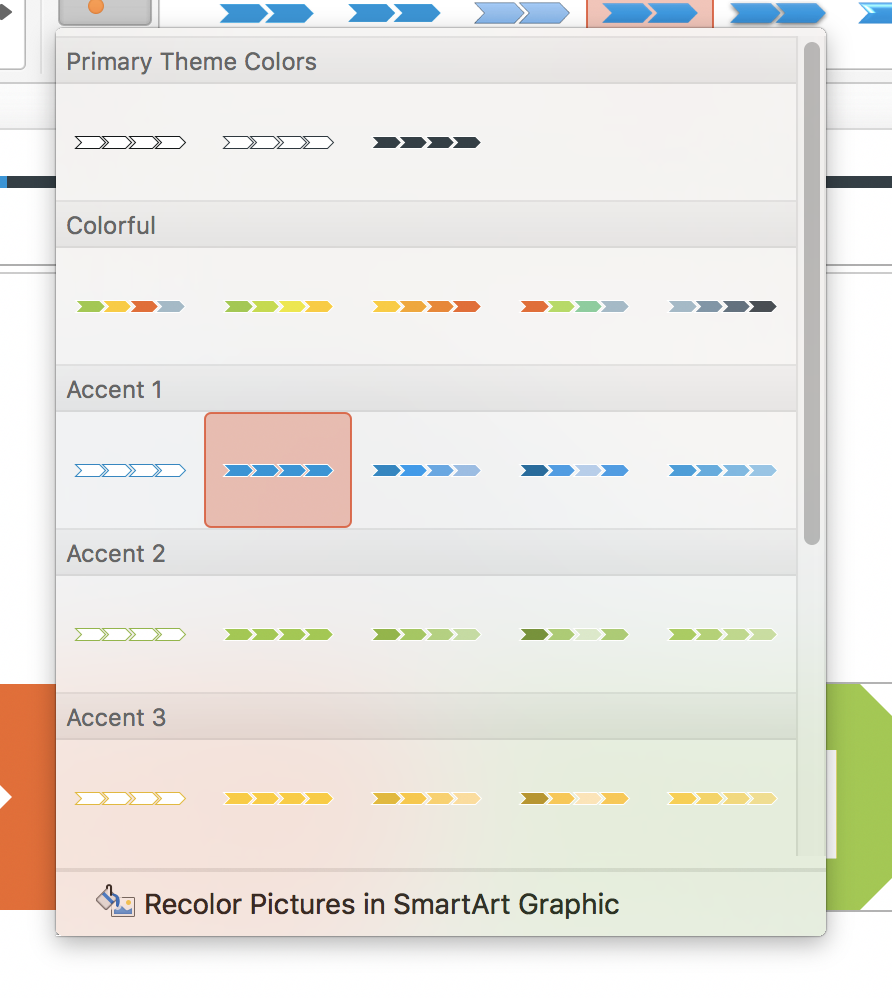 Primary Theme Colors
Colorful
Accent 1
Accent 2
Accent 3
Recolor Pictures in SmartArt Graphic